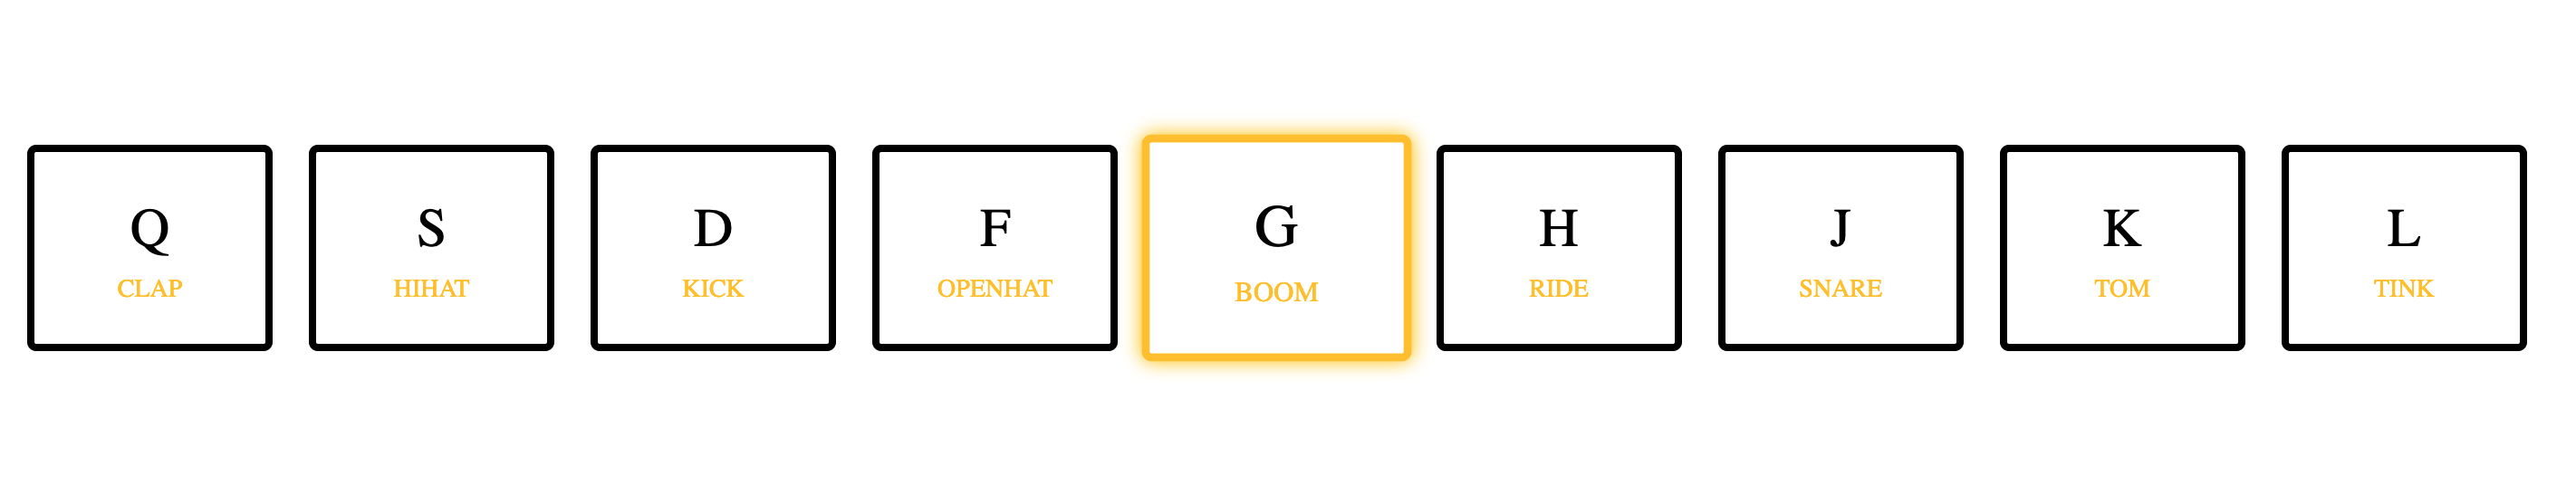 Q
CLAP
S
HIHAT
D
KICK
F
OPENHAT
G
BOOM
H
RIDE
J
SNARE
K
TOM
L
TINK